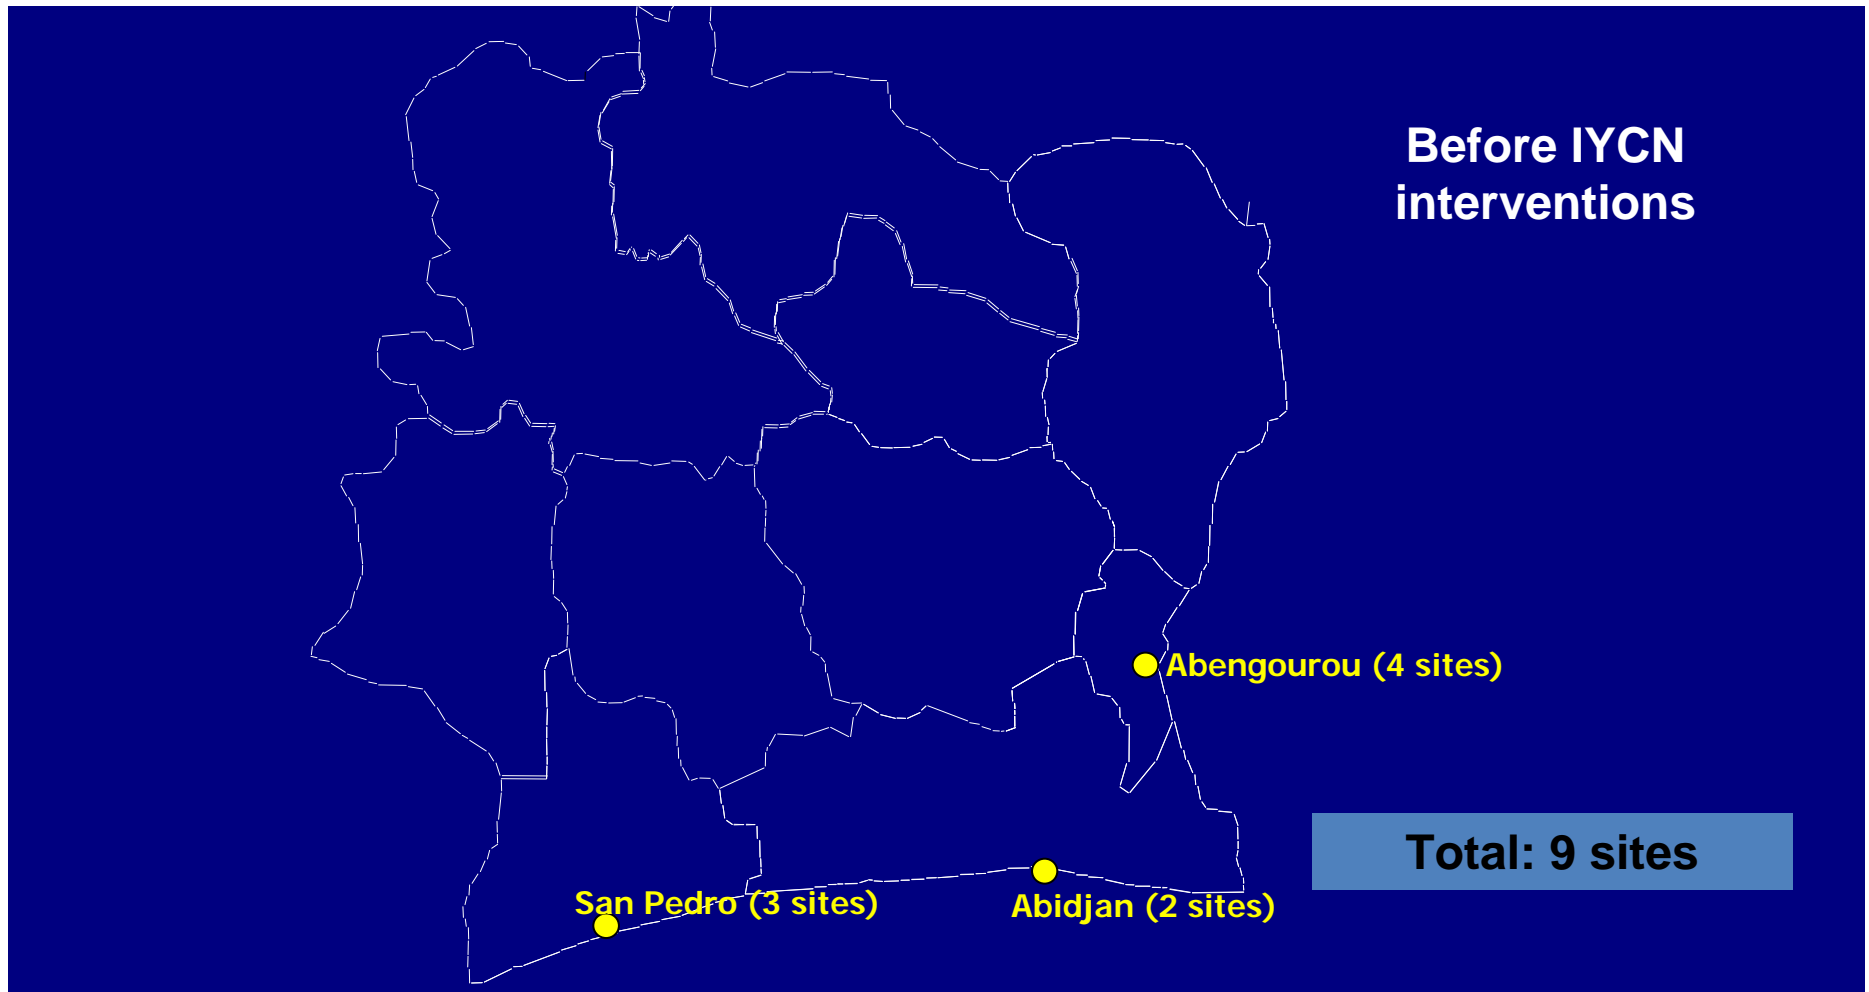 Before IYCN
interventions
Abengourou (4 sites)
Total: 9 sites
San Pedro (3 sites)
Abidjan (2 sites)